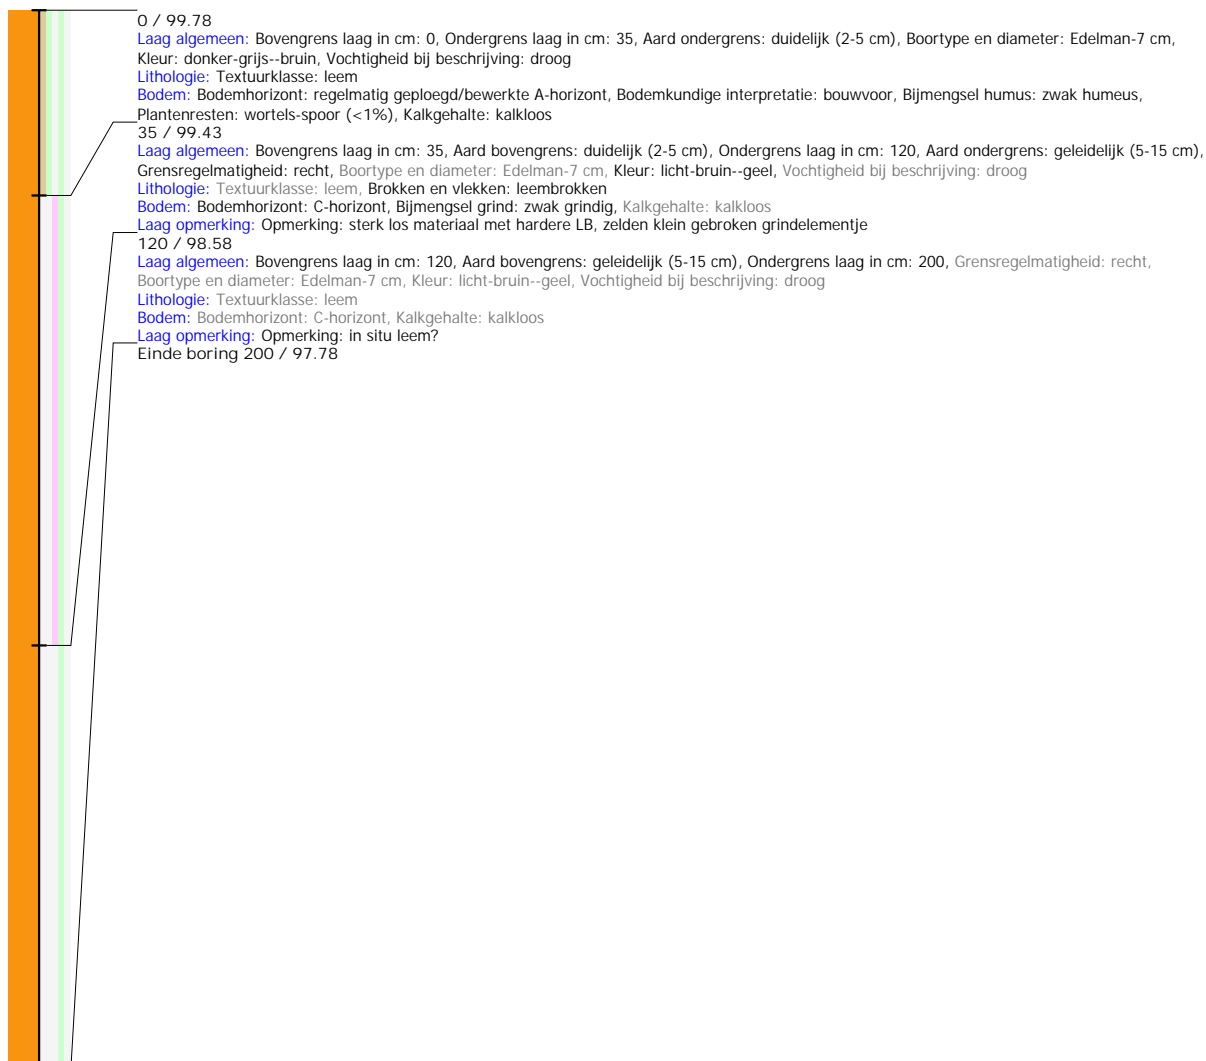 0 / 99.78
Laag algemeen: Bovengrens laag in cm: 0, Ondergrens laag in cm: 35, Aard ondergrens: duidelijk (2-5 cm), Boortype en diameter: Edelman-7 cm,
Kleur: donker-grijs--bruin, Vochtigheid bij beschrijving: droog
Lithologie: Textuurklasse: leem
Bodem: Bodemhorizont: regelmatig geploegd/bewerkte A-horizont, Bodemkundige interpretatie: bouwvoor, Bijmengsel humus: zwak humeus,
Plantenresten: wortels-spoor (<1%), Kalkgehalte: kalkloos
35 / 99.43
Laag algemeen: Bovengrens laag in cm: 35, Aard bovengrens: duidelijk (2-5 cm), Ondergrens laag in cm: 120, Aard ondergrens: geleidelijk (5-15 cm),
Grensregelmatigheid: recht, Boortype en diameter: Edelman-7 cm, Kleur: licht-bruin--geel, Vochtigheid bij beschrijving: droog
Lithologie: Textuurklasse: leem, Brokken en vlekken: leembrokken
Bodem: Bodemhorizont: C-horizont, Bijmengsel grind: zwak grindig, Kalkgehalte: kalkloos
Laag opmerking: Opmerking: sterk los materiaal met hardere LB, zelden klein gebroken grindelementje
120 / 98.58
Laag algemeen: Bovengrens laag in cm: 120, Aard bovengrens: geleidelijk (5-15 cm), Ondergrens laag in cm: 200, Grensregelmatigheid: recht,
Boortype en diameter: Edelman-7 cm, Kleur: licht-bruin--geel, Vochtigheid bij beschrijving: droog
Lithologie: Textuurklasse: leem
Bodem: Bodemhorizont: C-horizont, Kalkgehalte: kalkloos
Laag opmerking: Opmerking: in situ leem?
Einde boring 200 / 97.78